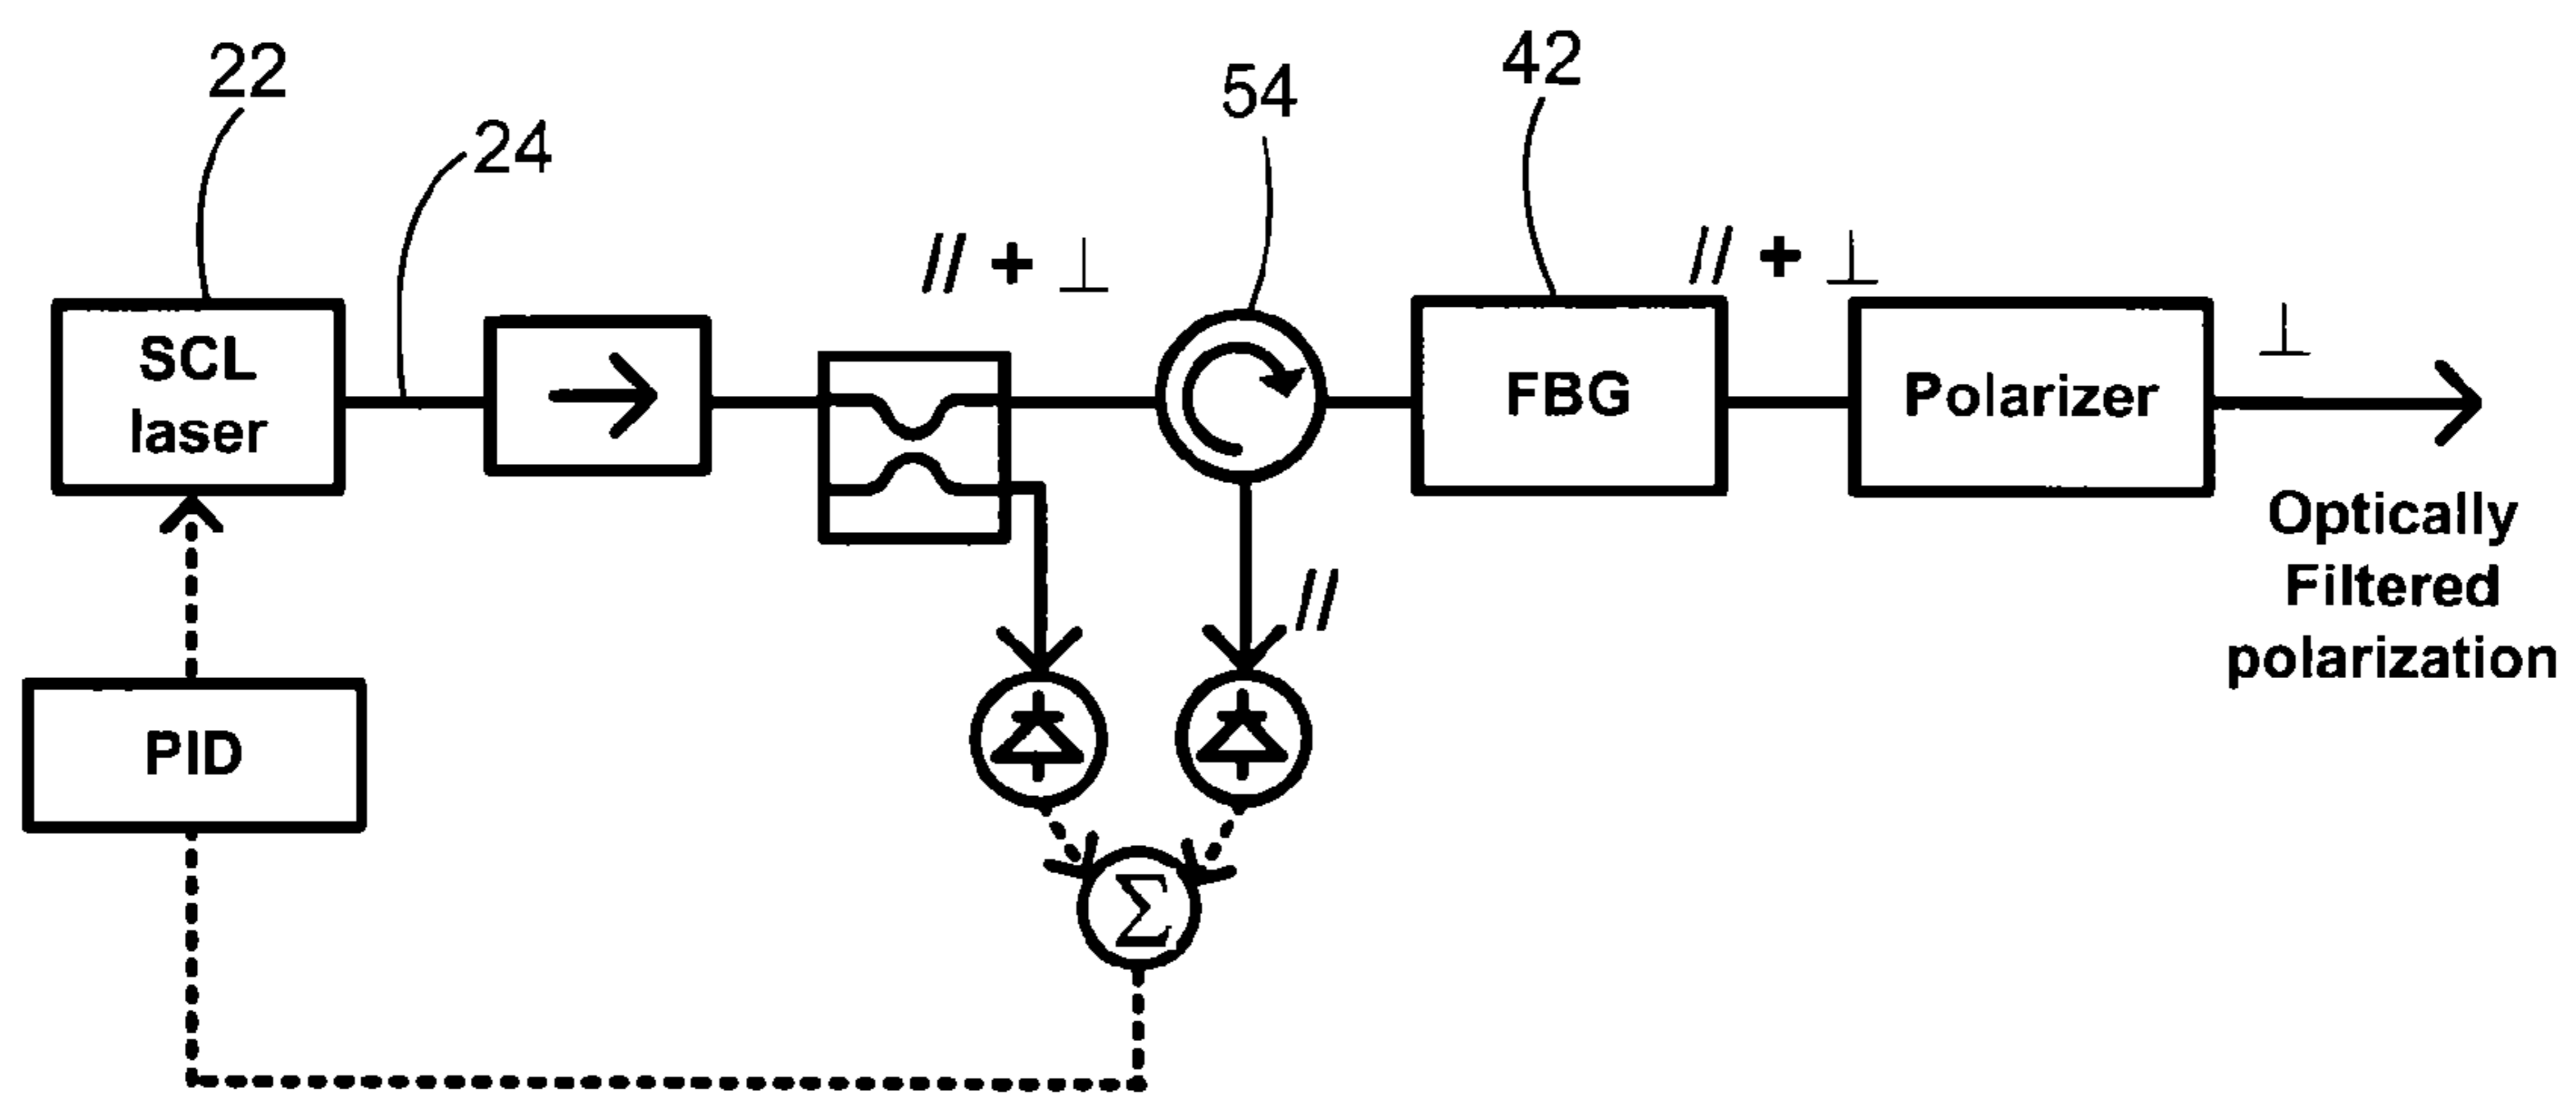 22
24
54
42
// + ⊥
// + ⊥
⊥
SCL
laser
FBG
Polarizer
Optically
Filtered
polarization
//
PID
Σ